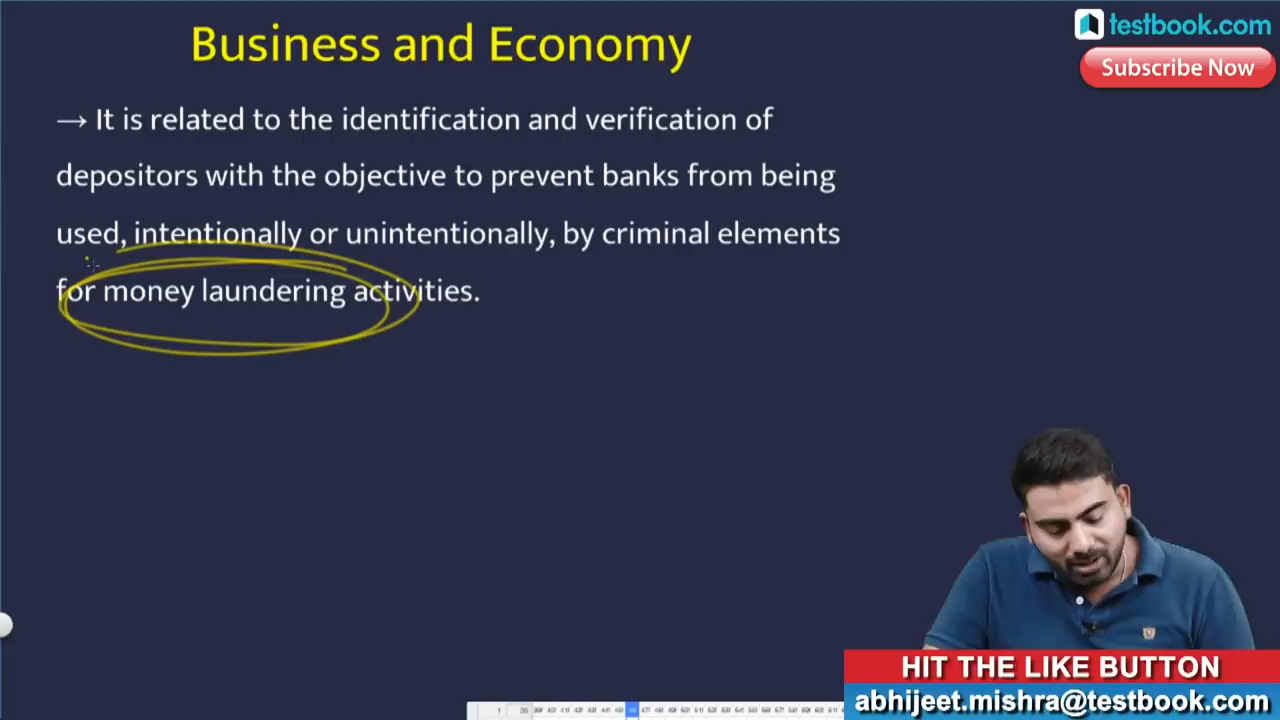 Business and Economy
testbook.com
Subscribe Now
→ It is related to the identification and verification of
depositors with the objective to prevent banks from being
used, intentionally or unintentionally, by criminal elements
for money laundering activities.
HIT THE LIKE BUTTON
abhijeet.mishra@testbook.com